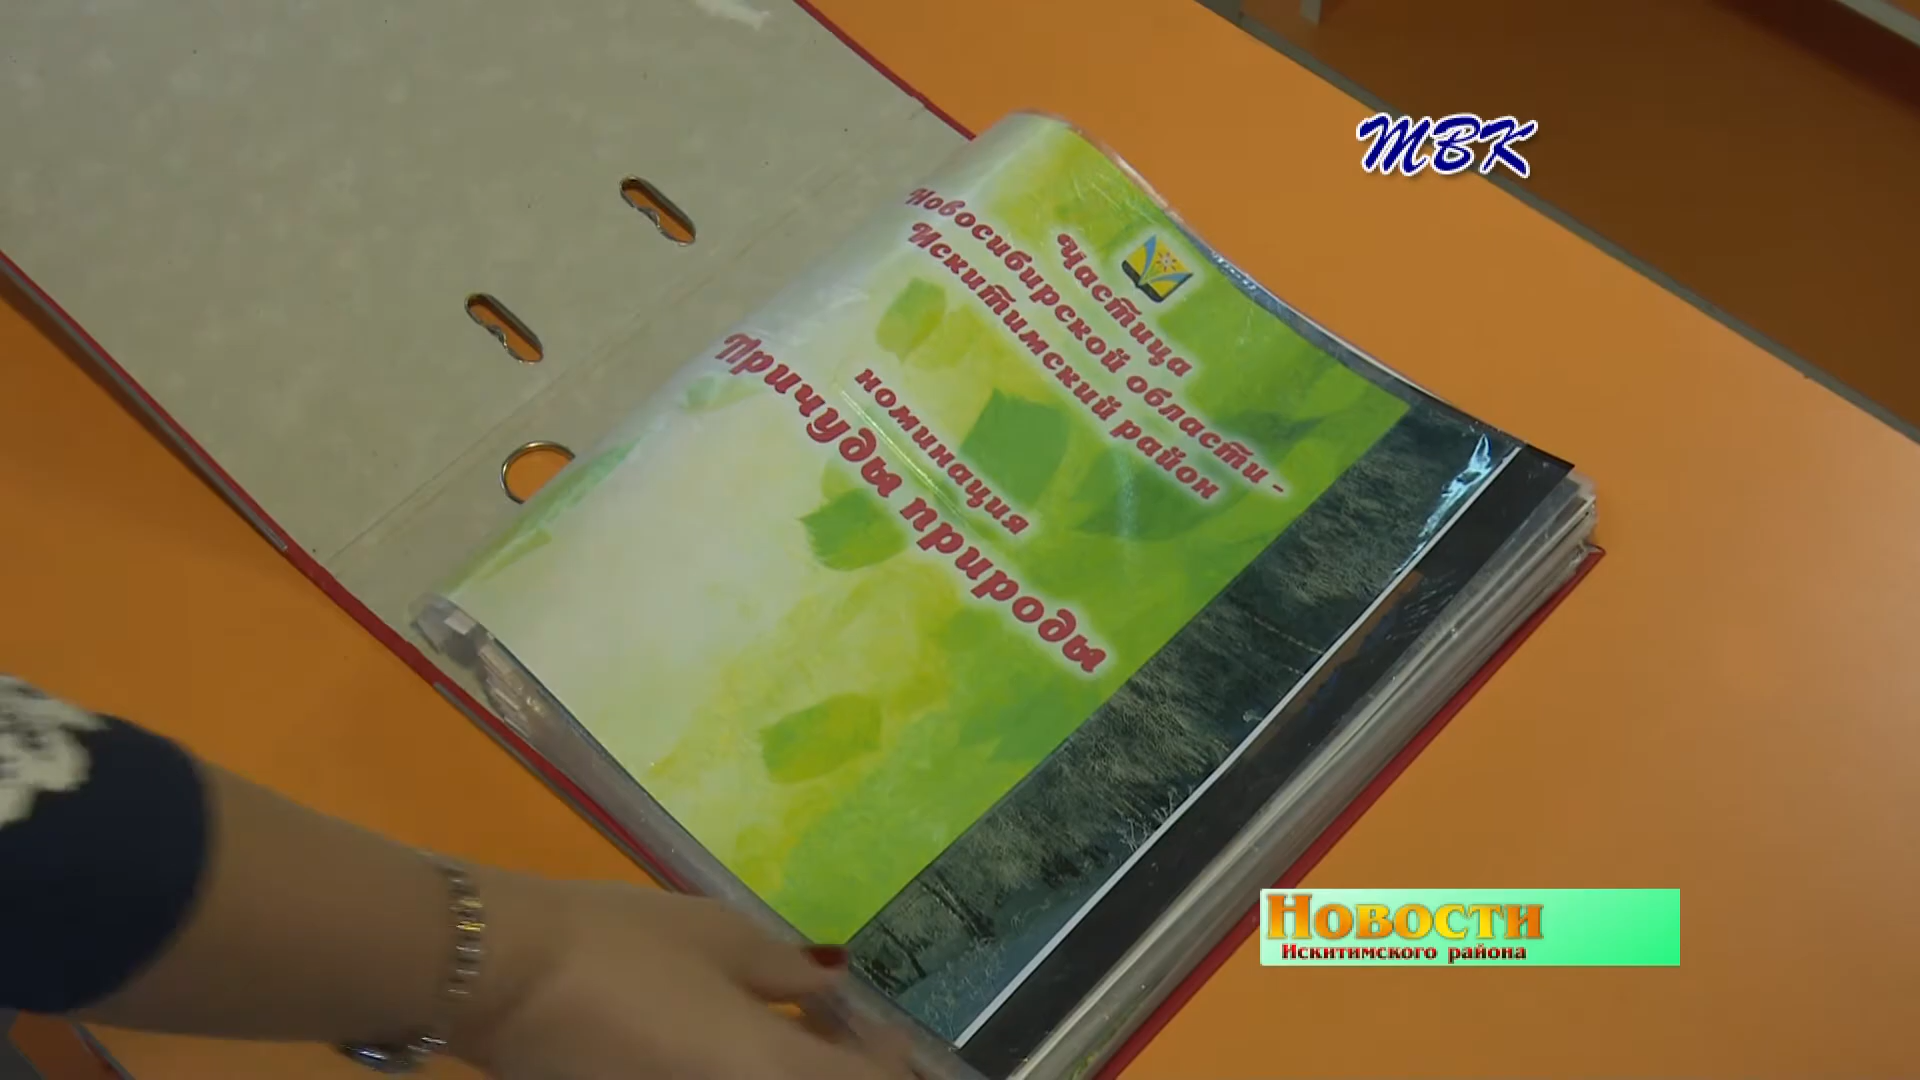 ТВК
Частица
Новосибирской области -
Искитимский район
номинация
Причуды природы
Новости
Искитимского района